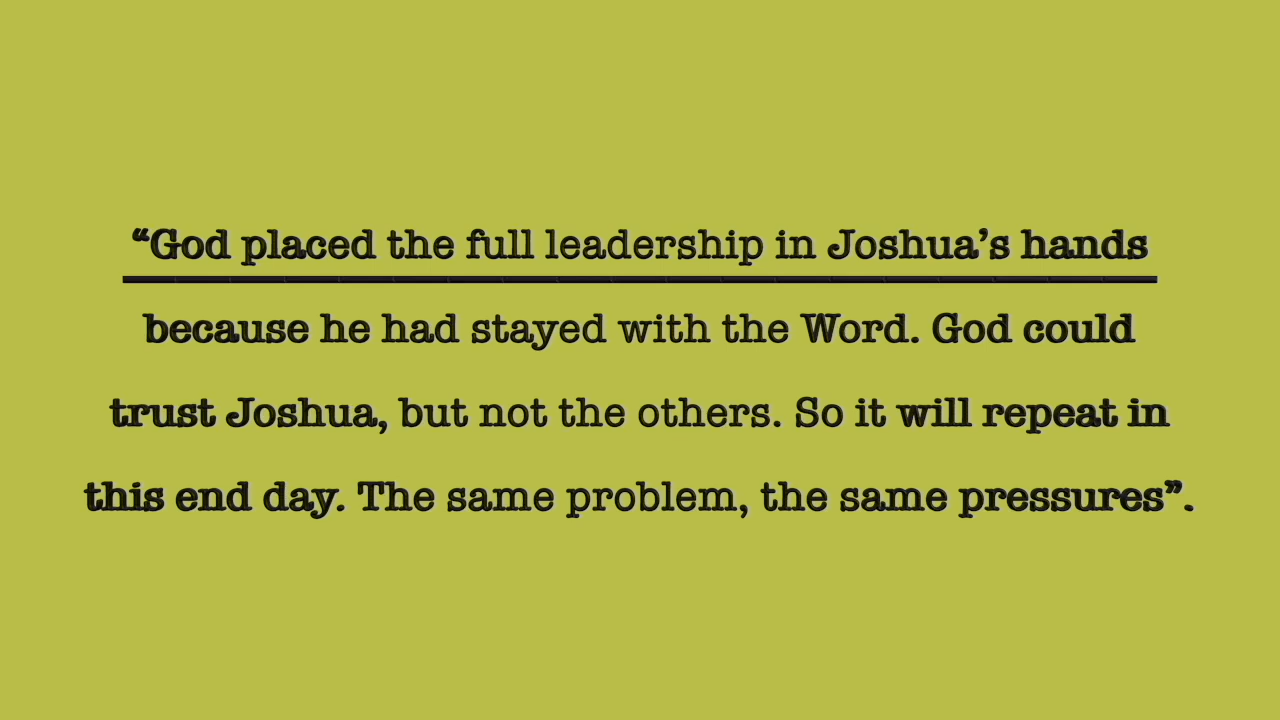 “God placed the full leadership in Joshua’s hands
because he had stayed with the Word. God could
trust Joshua, but not the others. So it will repeat in
this end day. The same problem, the same pressures”.